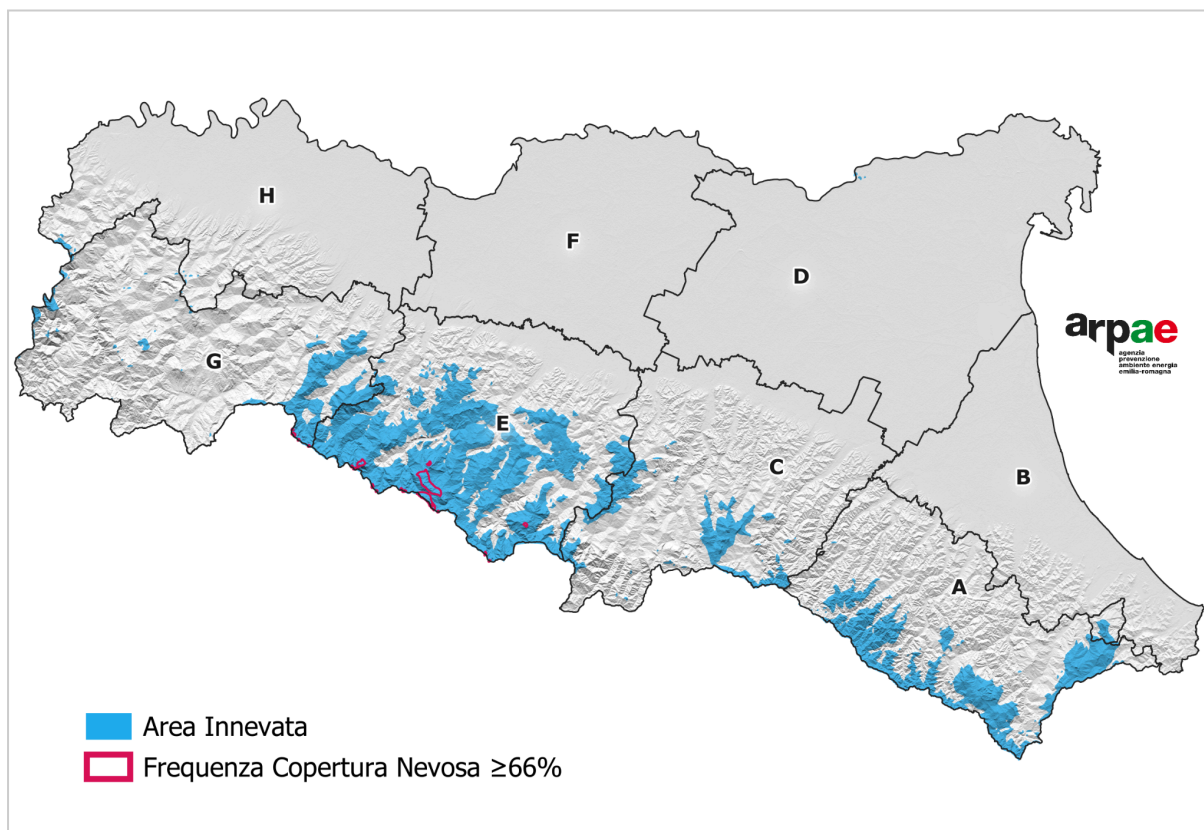 H
F
D
G
E
C
B
A
arpae
agenzia
prevenzione
ambiente energia
emilia-romagna
Area Innevata
Frequenza Copertura Nevosa ≥66%